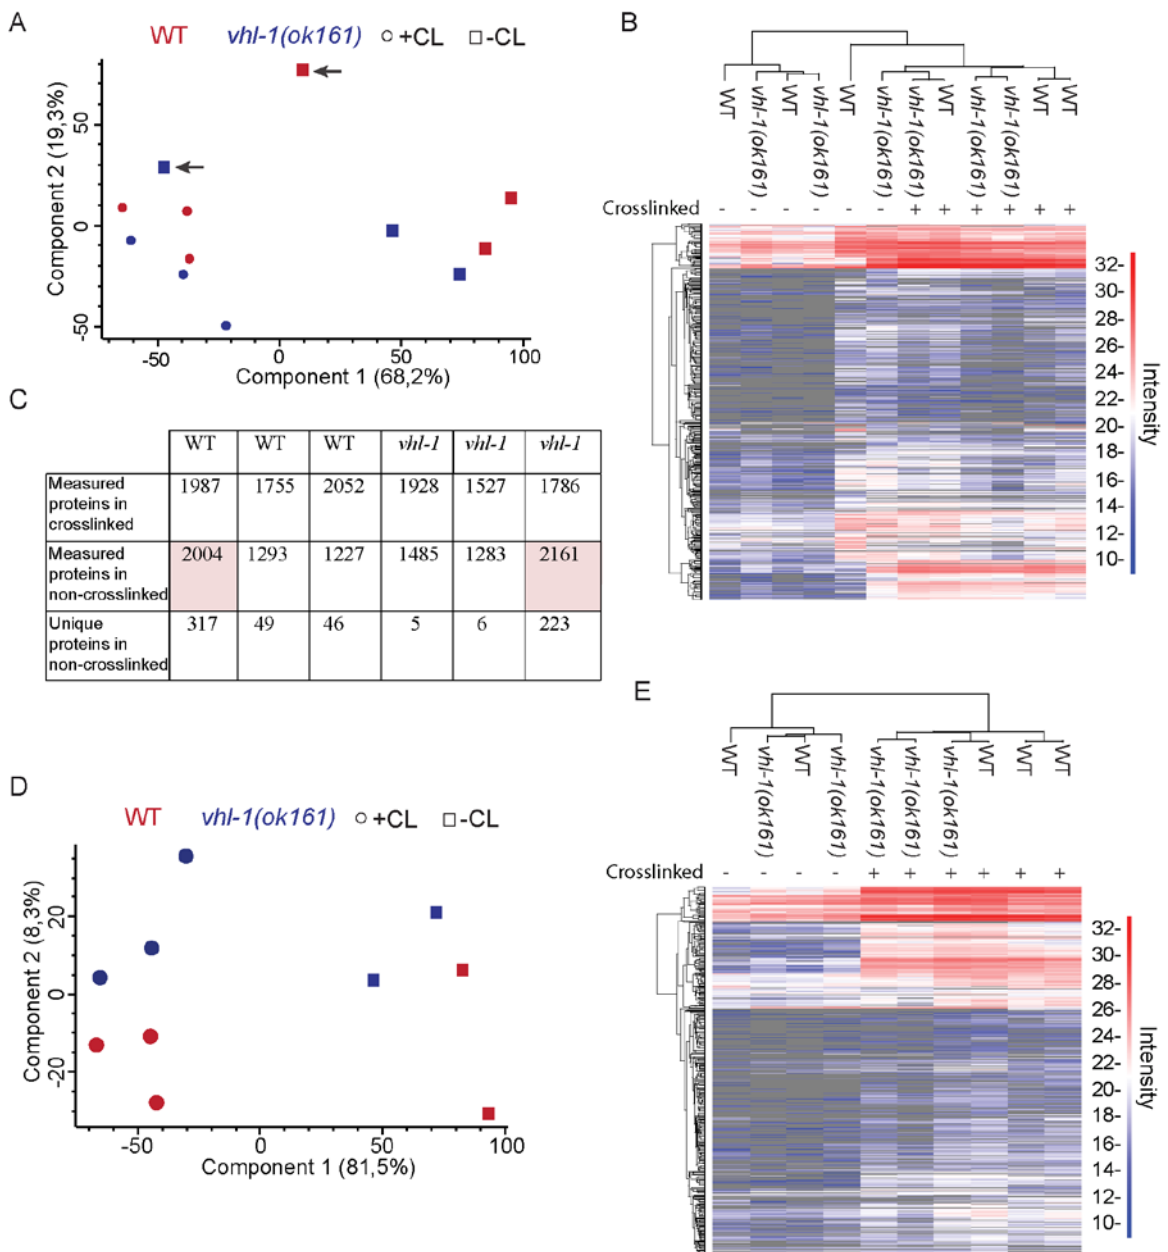 A
WT vhl-1(ok161) +CL -CL
Component 2 (19,3%)
50
0
-50
-50 0 50 100
Component 1 (68,2%)
B
WT vhl-1(ok161) WT vhl-1(ok161) WT vhl-1(ok161) vhl-1(ok161) WT vhl-1(ok161) vhl-1(ok161) WT WT
Crosslinked - - - - - - + + + + + +
32-
30-
28-
26-
24-
22-
20-
18-
16-
14-
12-
10-
Intensity
C
WT WT WT vhl-1 vhl-1 vhl-1
Measured
proteins in
crosslinked
1987 1755 2052 1928 1527 1786
Measured
proteins in
non-crosslinked
2004 1293 1227 1485 1283 2161
Unique
proteins in
non-crosslinked
317 49 46 5 6 223
D
WT vhl-1(ok161) +CL -CL
Component 2 (8,3%)
20
0
-20
-50 0 50 100
Component 1 (81,5%)
E
WT vhl-1(ok161) WT vhl-1(ok161) vhl-1(ok161) vhl-1(ok161) vhl-1(ok161) WT WT WT
Crosslinked - - - - + + + + + +
32-
30-
28-
26-
24-
22-
20-
18-
16-
14-
12-
10-
Intensity